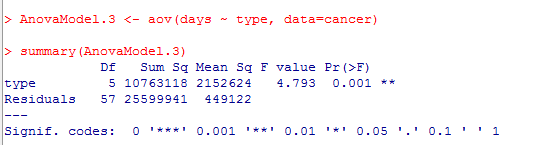 > AnovaModel.3 <- aov(days ~ type, data=cancer)
> summary(AnovaModel.3)
Df Sum Sq Mean Sq F value Pr(>F)
type 5 10763118 2152624 4.793 0.001 **
Residuals 57 25599941 449122
---
Signif. codes: 0 '***' 0.001 '**' 0.01 '*' 0.05 '.' 0.1 ' ' 1